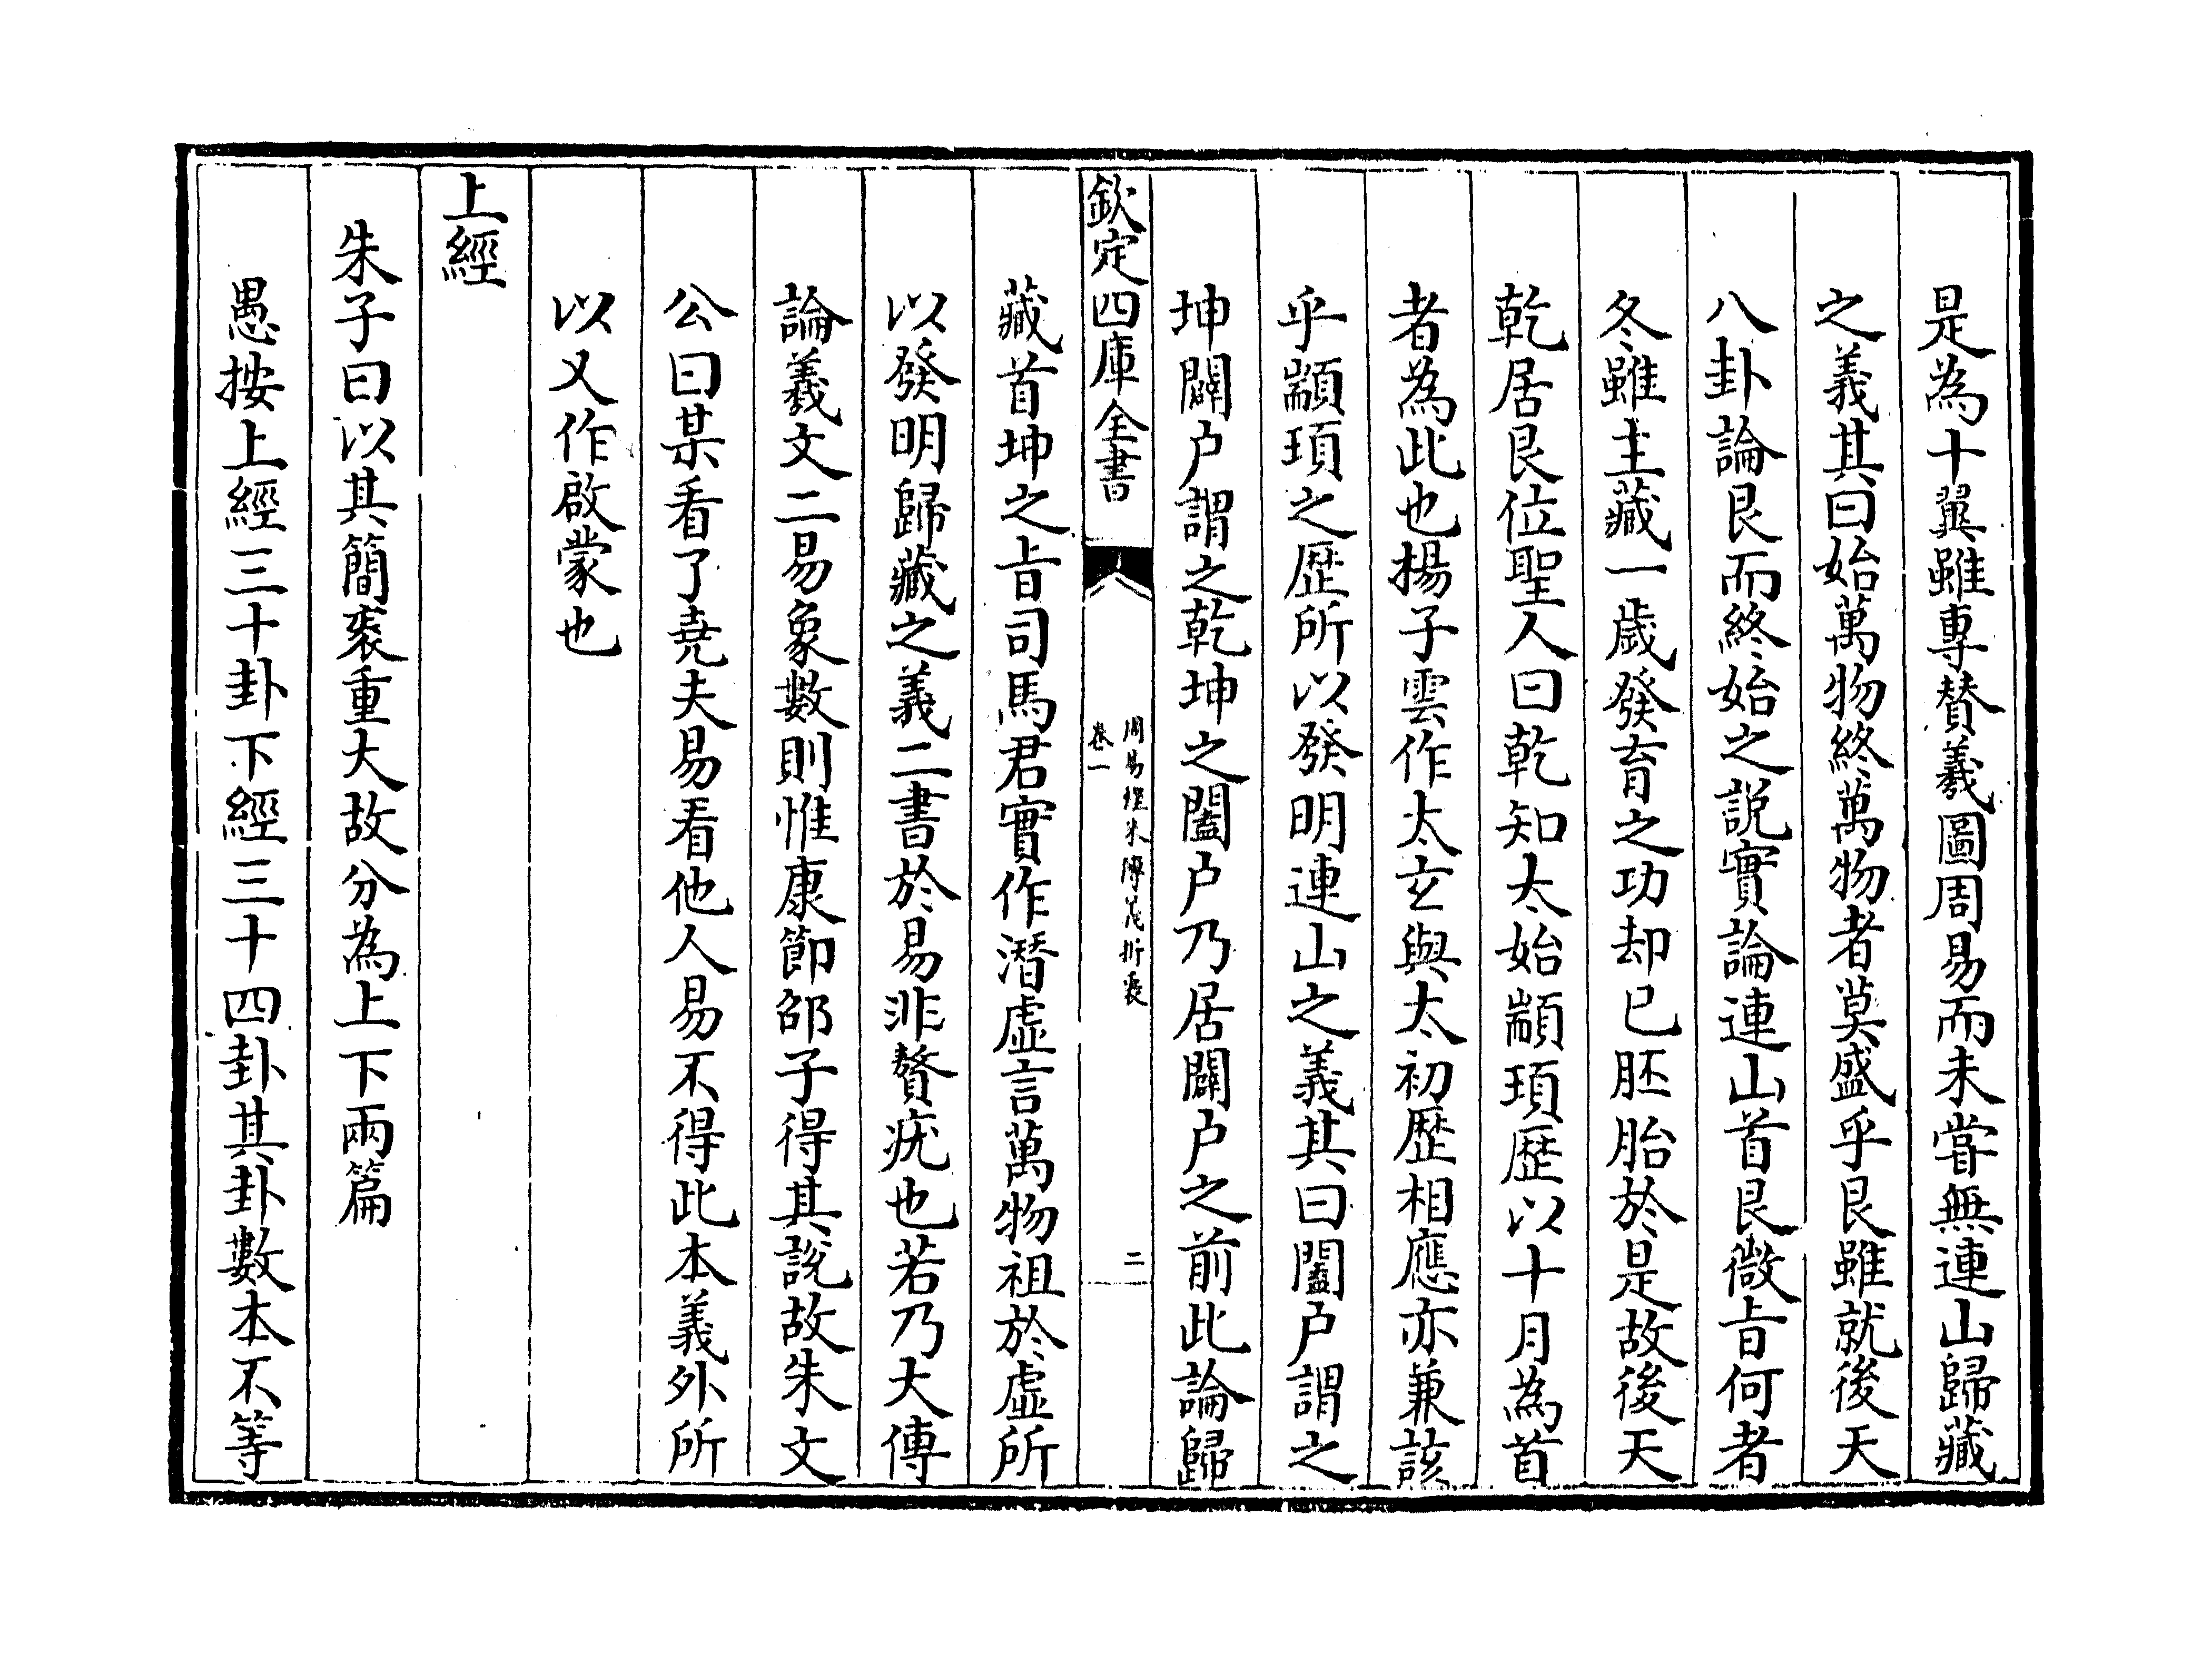 是為十翼雖專賛羲圖周易而未嘗無連山歸藏
之義其曰始萬物終萬物者莫盛乎艮雖就後天
八卦論艮而終始之說實論連山首艮微㫖何者
冬雖主藏一歳發育之功却已胚胎於是故後天
乾居艮位聖人曰乾知太始顓頊歴以十月為首
者為此也楊子雲作太玄與太初歴相應亦兼該
乎顓頊之歴所以發明連山之義其曰闔户謂之
坤闢户謂之乾坤之闔户乃居闢户之前此論歸
欽定四庫全書
卷一
二
藏首坤之㫖司馬君實作潛虚言萬物祖於虚所
以發明歸藏之義二書於易非贅疣也若乃大傳
論羲文二易象數則惟康節邵子得其說故朱文
公曰某看了堯夫易看他人易不得此本義外所
以又作啟蒙也
上經
朱子曰以其簡袠重大故分為上下兩篇
愚按上經三十卦下經三十四卦其卦數本不等